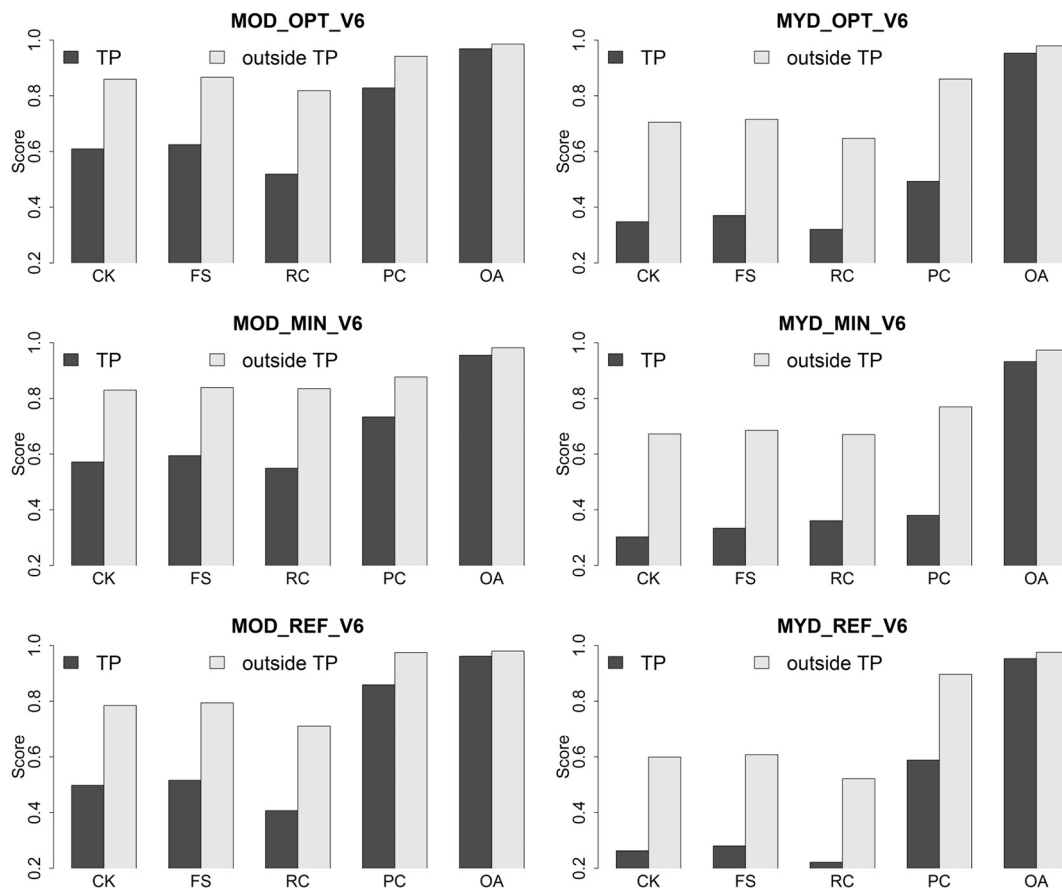 MOD_OPT_V6
TP
outside TP
Score
0.2 0.4 0.6 0.8 1.0
CK FS RC PC OA
MYD_OPT_V6
TP
outside TP
Score
0.2 0.4 0.6 0.8 1.0
CK FS RC PC OA
MOD_MIN_V6
TP
outside TP
Score
0.2 0.4 0.6 0.8 1.0
CK FS RC PC OA
MYD_MIN_V6
TP
outside TP
Score
0.2 0.4 0.6 0.8 1.0
CK FS RC PC OA
MOD_REF_V6
TP
outside TP
Score
0.2 0.4 0.6 0.8 1.0
CK FS RC PC OA
MYD_REF_V6
TP
outside TP
Score
0.2 0.4 0.6 0.8 1.0
CK FS RC PC OA